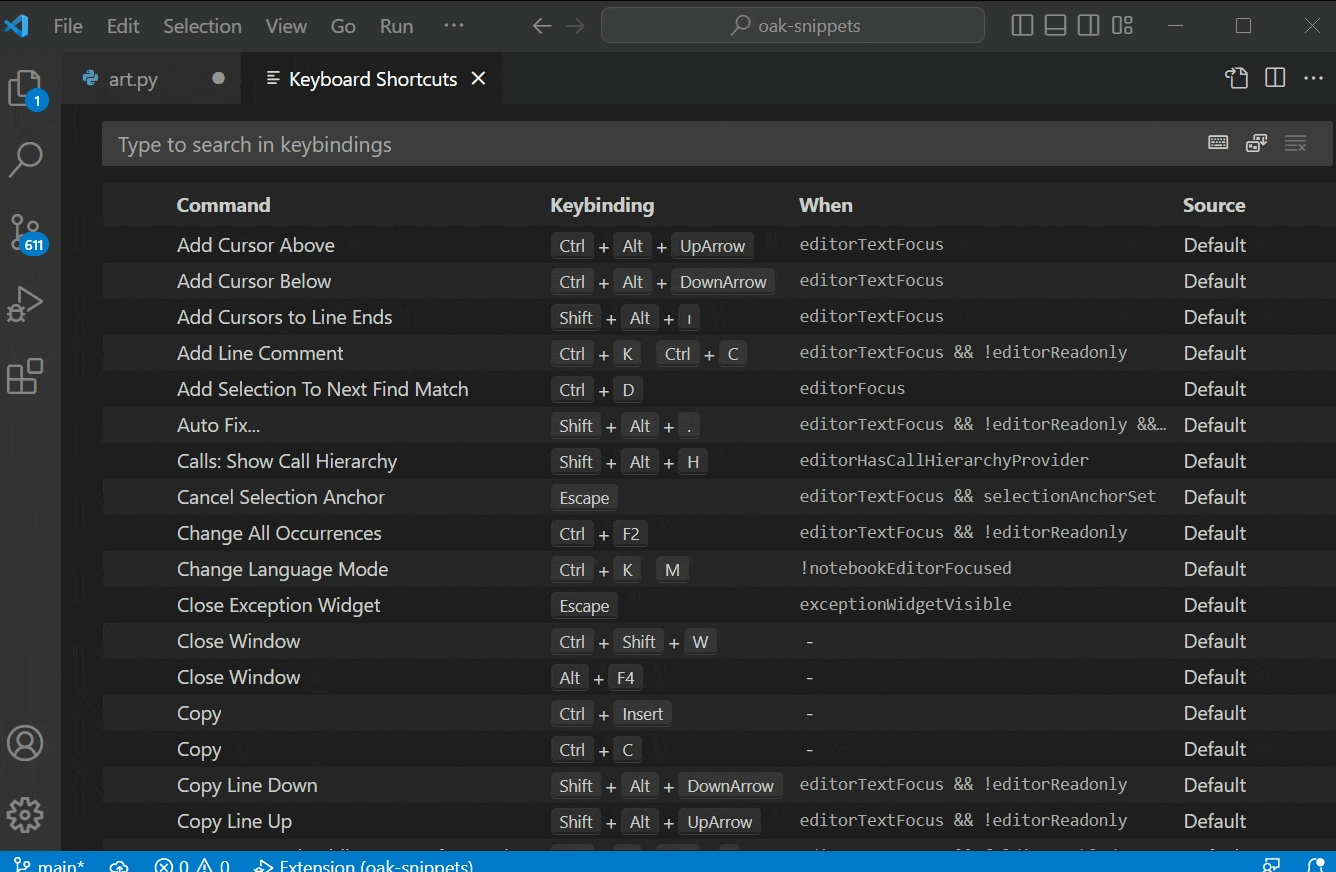 File Edit Selection View Go Run ··· oak-snippets
art.py Keyboard Shortcuts
1
Type to search in keybindings
Command Keybinding When Source
Add Cursor Above Ctrl + Alt + UpArrow editorTextFocus Default
611
Add Cursor Below Ctrl + Alt + DownArrow editorTextFocus Default
Add Cursors to Line Ends Shift + Alt + ı editorTextFocus Default
Add Line Comment Ctrl + K Ctrl + C editorTextFocus && !editorReadonly Default
Add Selection To Next Find Match Ctrl + D editorFocus Default
Auto Fix... Shift + Alt + . editorTextFocus && !editorReadonly &&… Default
Calls: Show Call Hierarchy Shift + Alt + H editorHasCallHierarchyProvider Default
Cancel Selection Anchor Escape editorTextFocus && selectionAnchorSet Default
Change All Occurrences Ctrl + F2 editorTextFocus && !editorReadonly Default
Change Language Mode Ctrl + K M !notebookEditorFocused Default
Close Exception Widget Escape exceptionWidgetVisible Default
Close Window Ctrl + Shift + W - Default
Close Window Alt + F4 - Default
Copy Ctrl + Insert - Default
Copy Ctrl + C - Default
Copy Line Down Shift + Alt + DownArrow editorTextFocus && !editorReadonly Default
Copy Line Up Shift + Alt + UpArrow editorTextFocus && !editorReadonly Default
main* 0 0 Extension (oak-snippets)